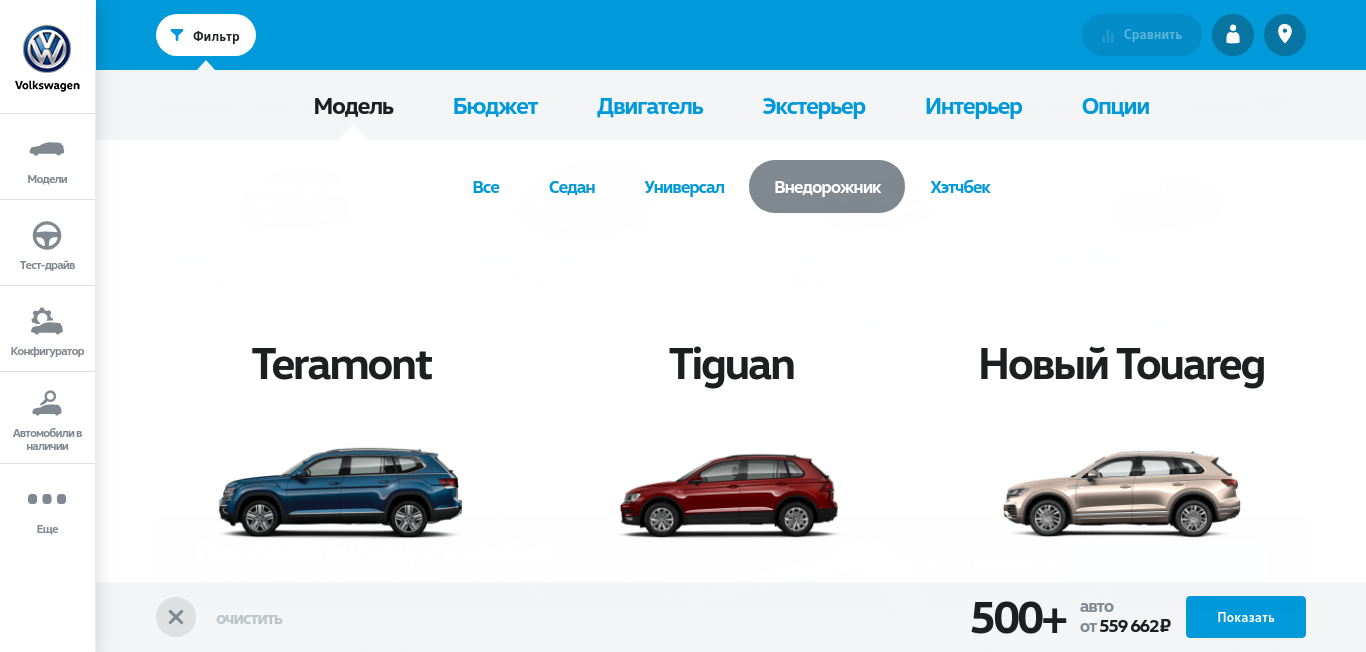 Volkswagen
Модели
Тест-драйв
Конфигуратор
Автомобили в
наличии
Еще
Фильтр
Сравнить
Модель Бюджет Двигатель Экстерьер Интерьер Опции
Все Седан Универсал Внедорожник Хэтчбек
Teramont Tiguan Новый Touareg
ОЧИСТИТЬ
500+
авто
от 559 662₽
Показать